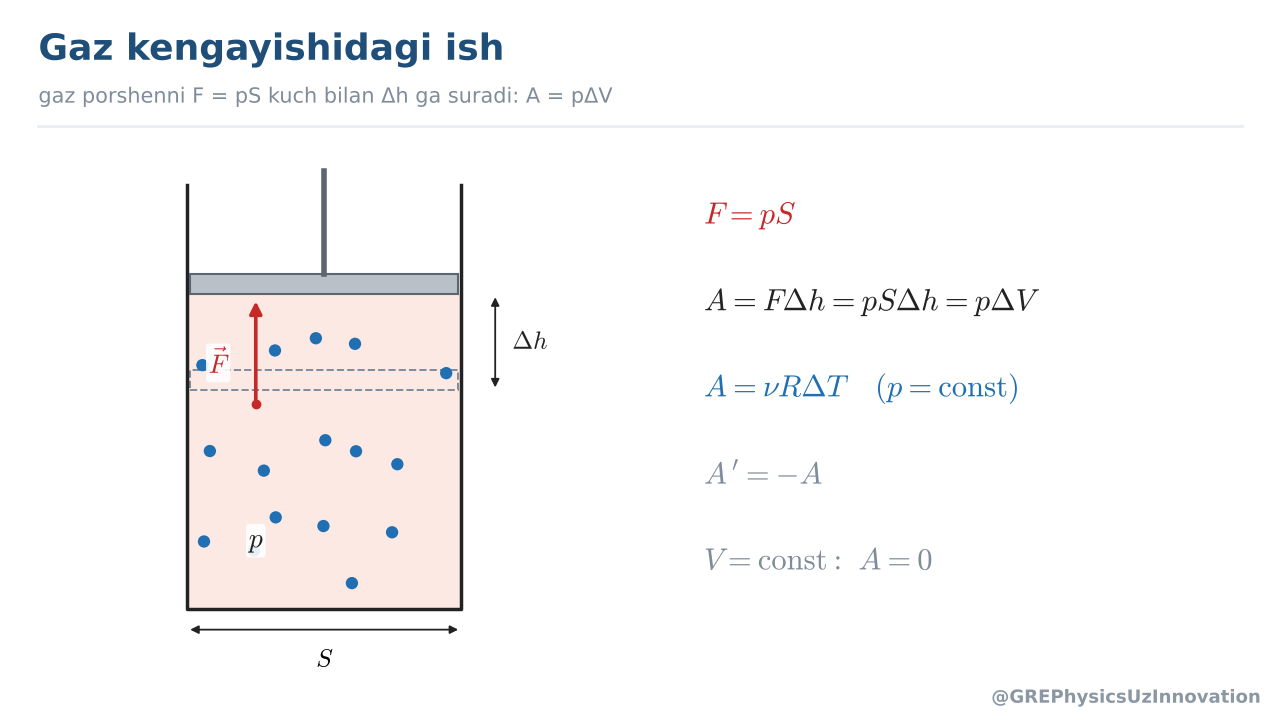 Gaz kengayishidagi ish
gaz porshenni F = pS kuch bilan Δh ga suradi: A = pΔV
F = pS
A = FΔh = pSΔh = pΔV
Δh
F⃗
A = νRΔT (p = const)
A′ = −A
p
V = const : A = 0
S
@GREPhysicsUzInnovation